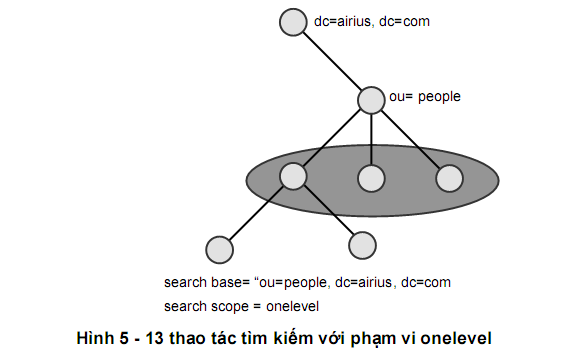 dc=airius, dc=com
ou= people
search base= “ou=people, dc=airius, dc=com
search scope = onelevel
Hình 5 - 13 thao tác tìm kiếm với phạm vi onelevel